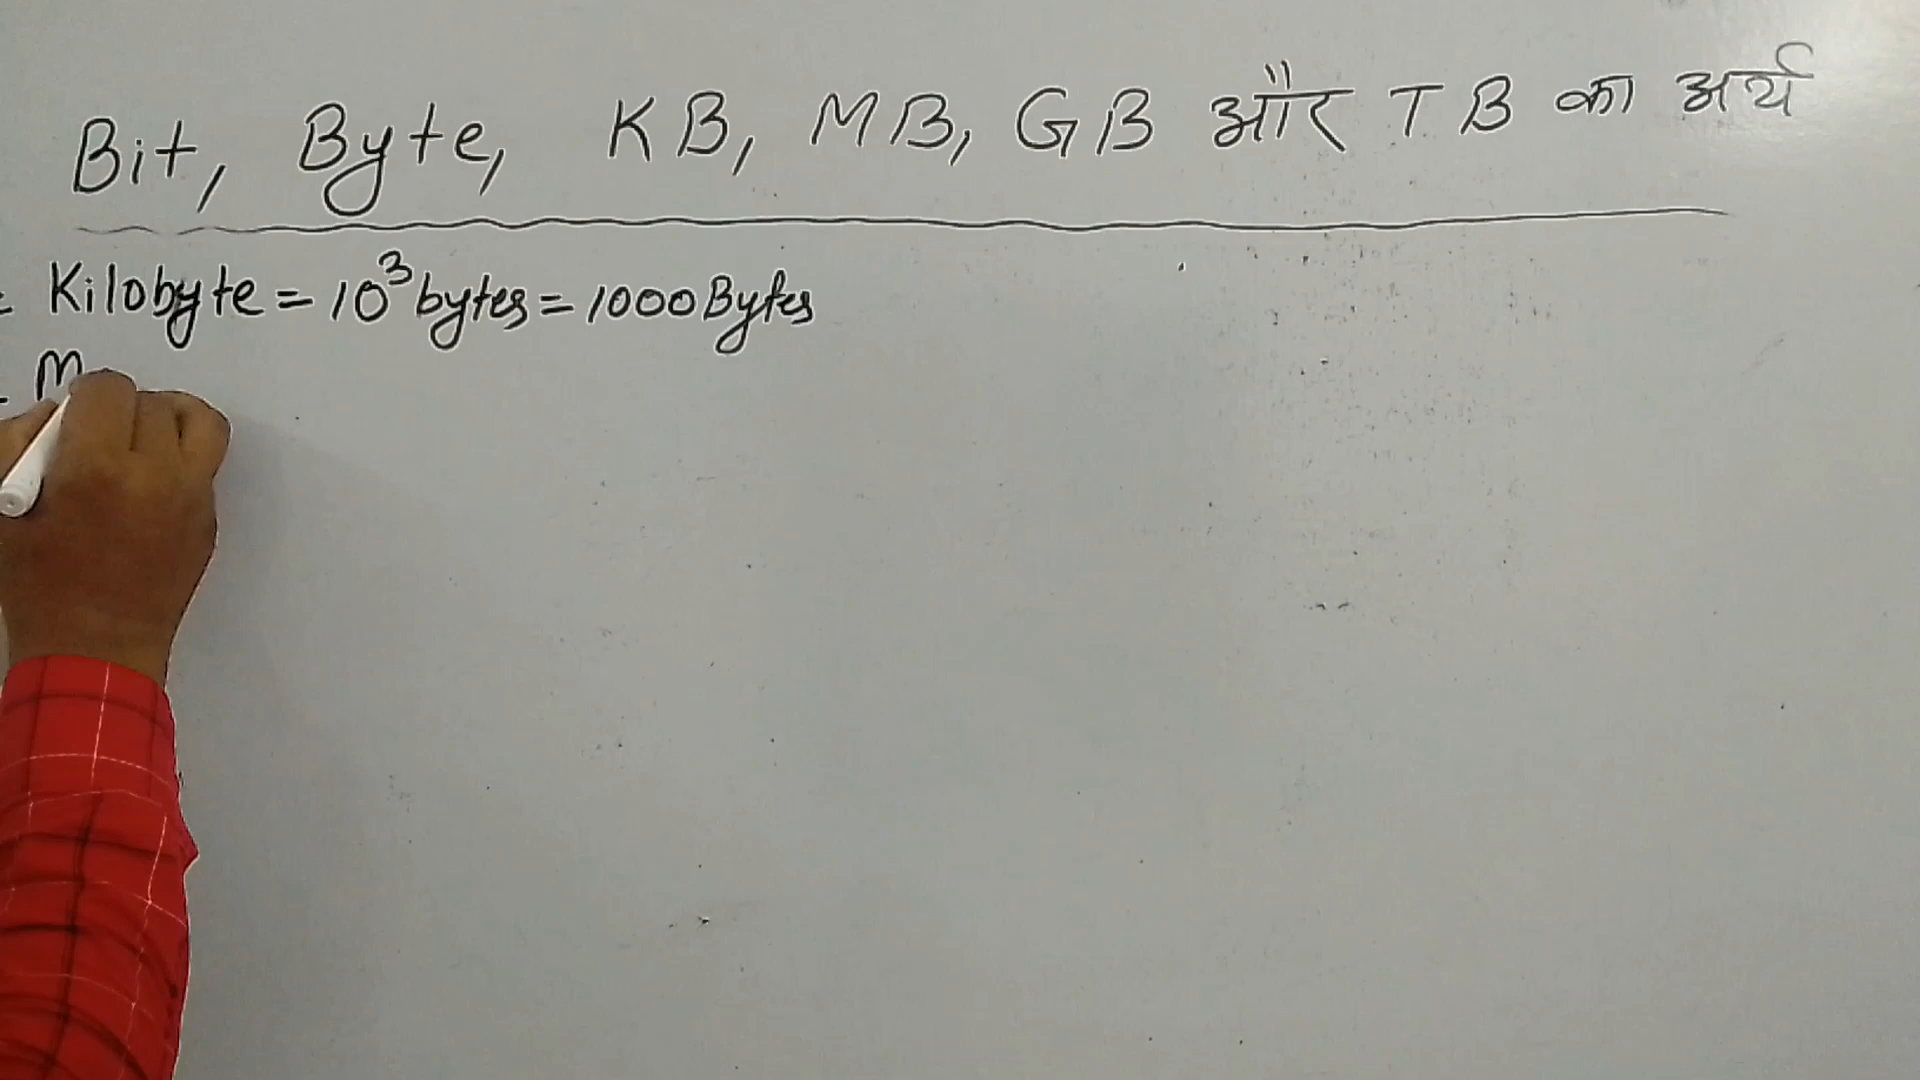 Bit, Byte, KB, MB, GB और TB का अर्थ
Kilobyte = 10³ bytes = 1000 Bytes
M